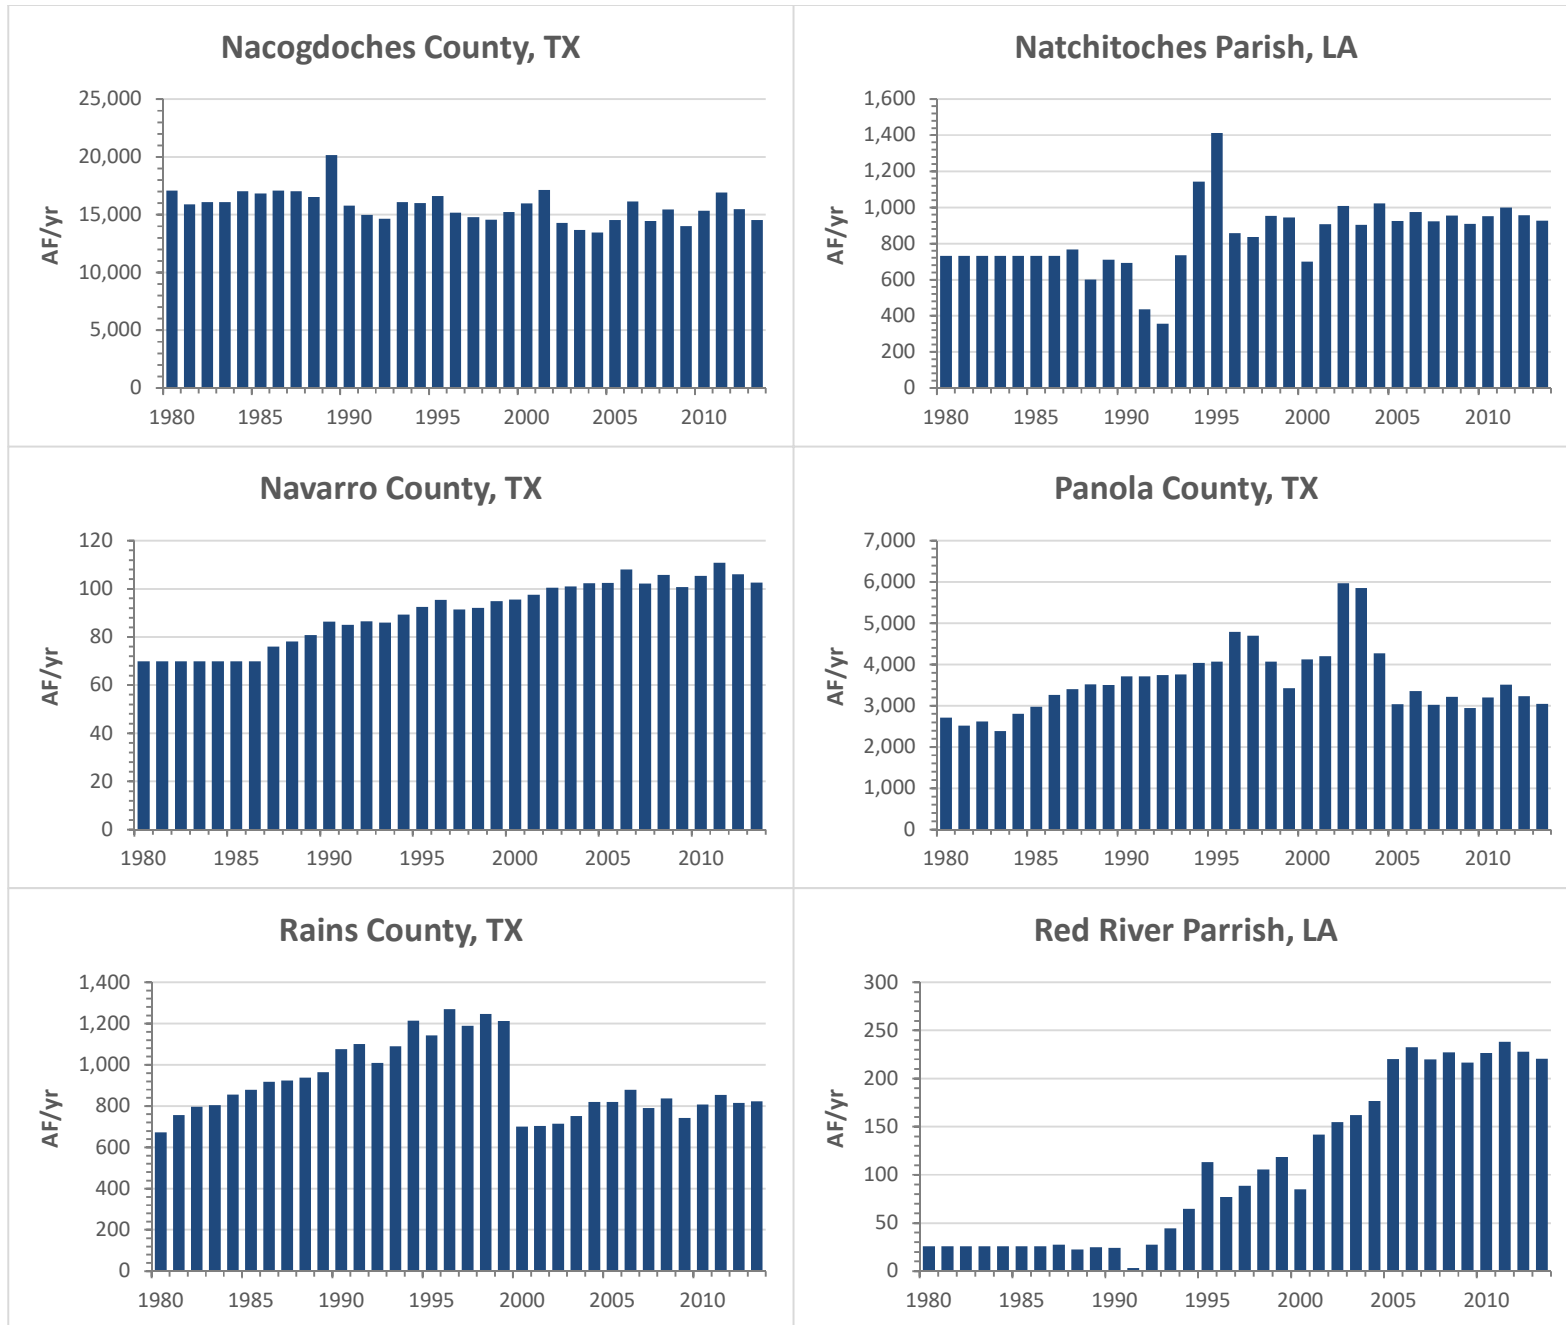 Nacogdoches County, TX
25,000
20,000
15,000
10,000
5,000
0
AF/yr
1980 1985 1990 1995 2000 2005 2010
Natchitoches Parish, LA
1,600
1,400
1,200
1,000
800
600
400
200
0
AF/yr
1980 1985 1990 1995 2000 2005 2010
Navarro County, TX
120
100
80
60
40
20
0
AF/yr
1980 1985 1990 1995 2000 2005 2010
Panola County, TX
7,000
6,000
5,000
4,000
3,000
2,000
1,000
0
AF/yr
1980 1985 1990 1995 2000 2005 2010
Rains County, TX
1,400
1,200
1,000
800
600
400
200
0
AF/yr
1980 1985 1990 1995 2000 2005 2010
Red River Parrish, LA
300
250
200
150
100
50
0
AF/yr
1980 1985 1990 1995 2000 2005 2010